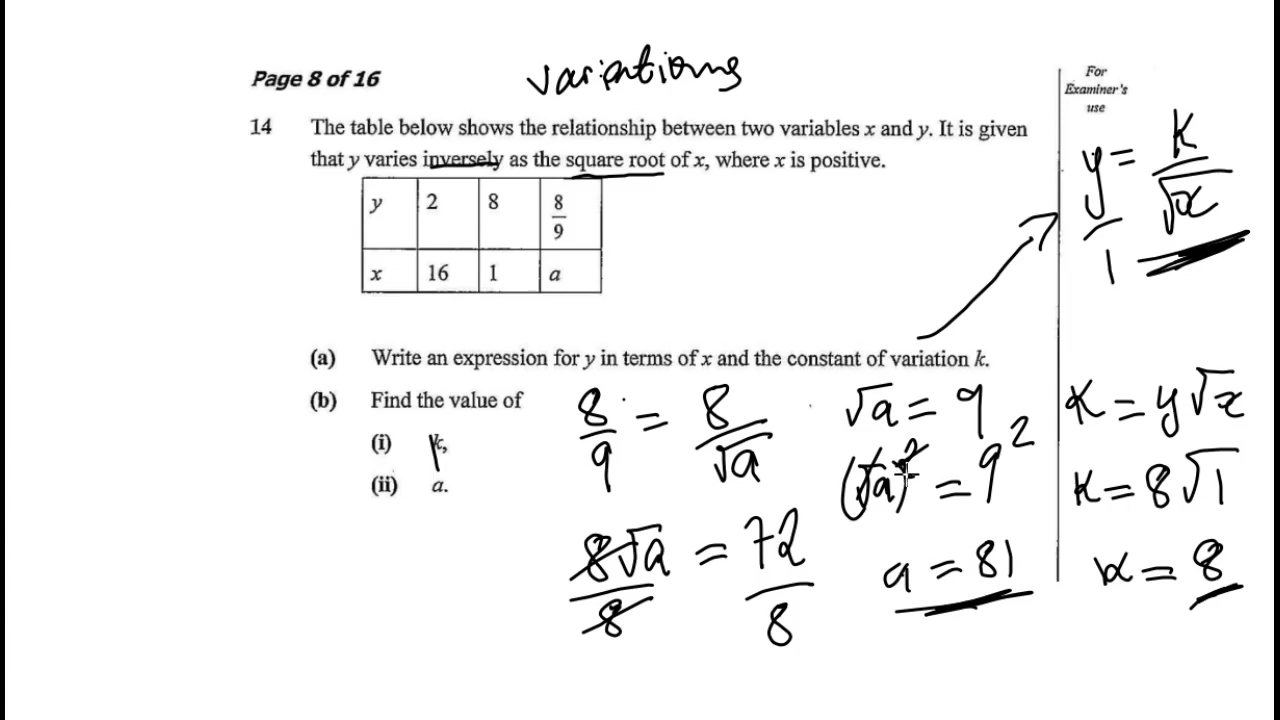 variations
Page 8 of 16
For
Examiner's
use
14 The table below shows the relationship between two variables x and y. It is given
that y varies inversely as the square root of x, where x is positive.
y 2 8 8/9
x 16 1 a
y/1 = k/√x
(a) Write an expression for y in terms of x and the constant of variation k.
(b) Find the value of
(i) k,
(ii) a.
8/9 = 8/√a
8√a/8 = 72/8
√a = 9
(√a)² = 9²
a = 81
K = y√x
K = 8√1
K = 8